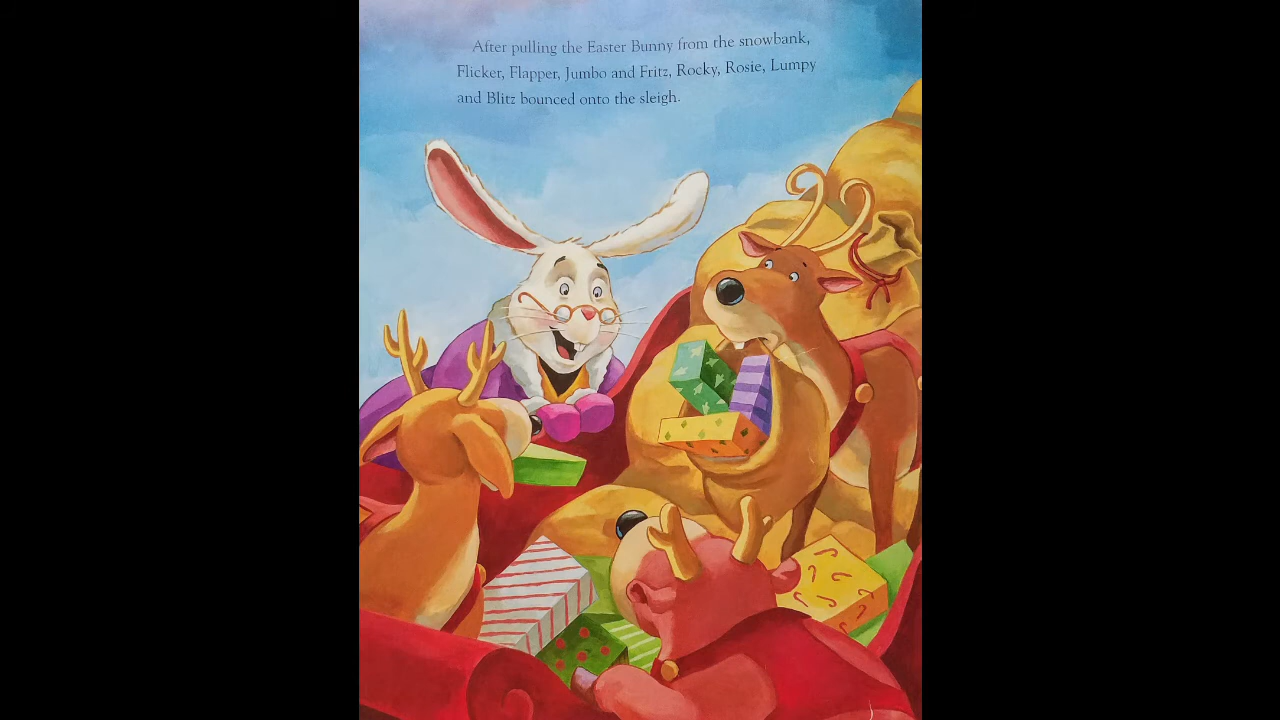 After pulling the Easter Bunny from the snowbank,
Flicker, Flapper, Jumbo and Fritz, Rocky, Rosie, Lumpy
and Blitz bounced onto the sleigh.